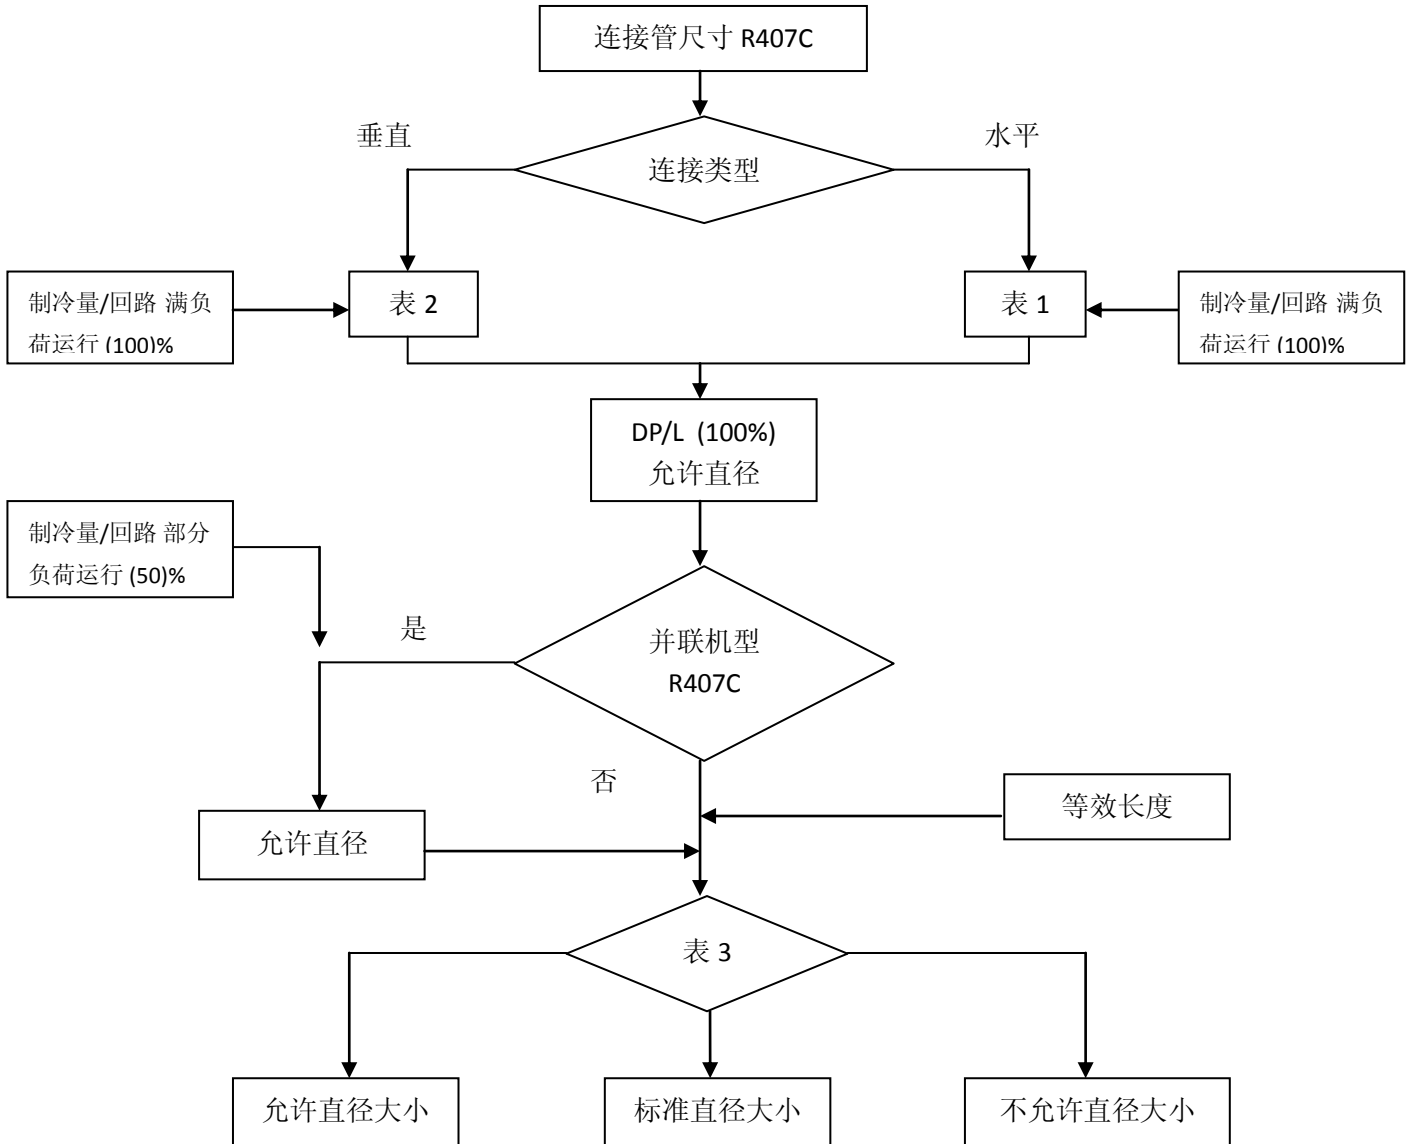 连接管尺寸 R407C
垂直
水平
连接类型
制冷量/回路 满负
荷运行 (100)%
表 2
表 1
制冷量/回路 满负
荷运行 (100)%
DP/L (100%)
允许直径
制冷量/回路 部分
负荷运行 (50)%
是
并联机型
R407C
否
等效长度
允许直径
表 3
允许直径大小
标准直径大小
不允许直径大小